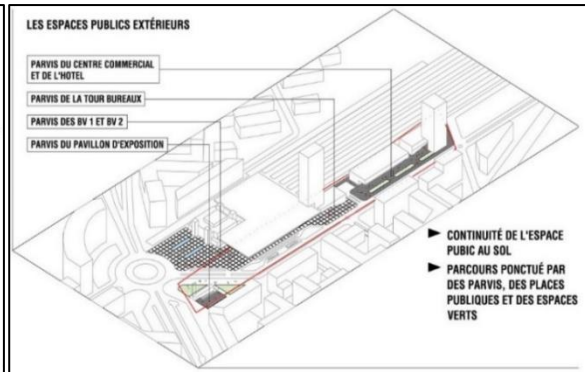 LES ESPACES PUBLICS EXTÉRIEURS
PARVIS DU CENTRE COMMERCIAL
ET DE L'HOTEL
PARVIS DE LA TOUR BUREAUX
PARVIS DES BV 1 ET BV 2
PARVIS DU PAVILLON D'EXPOSITION
► CONTINUITÉ DE L'ESPACE
PUBIC AU SOL
► PARCOURS PONCTUÉ PAR
DES PARVIS, DES PLACES
PUBLIQUES ET DES ESPACES
VERTS